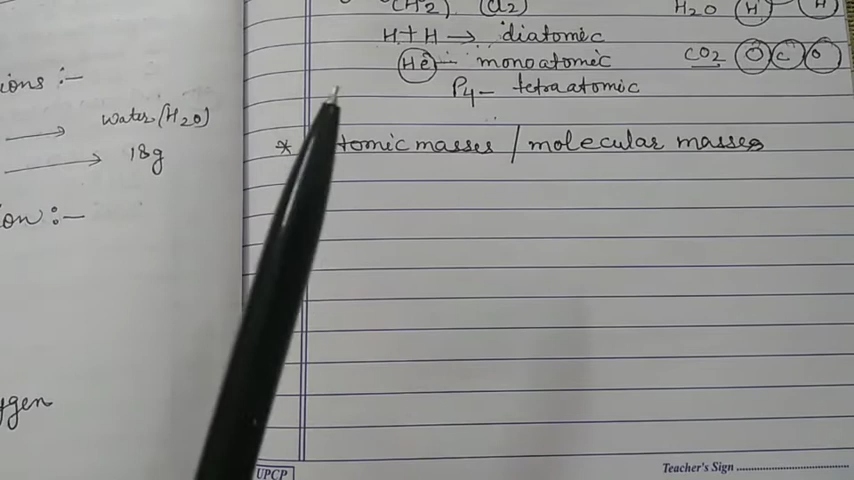 ions :-
→ water (H2O)
→ 18g
ion :-
ygen
(H2) (Cl2)
H2O H H
H+H → diatomic
He - monoatomic
CO2 O C O
P4 - tetraatomic
* tomic masses / molecular masses
UPCP
Teacher's Sign ..............................